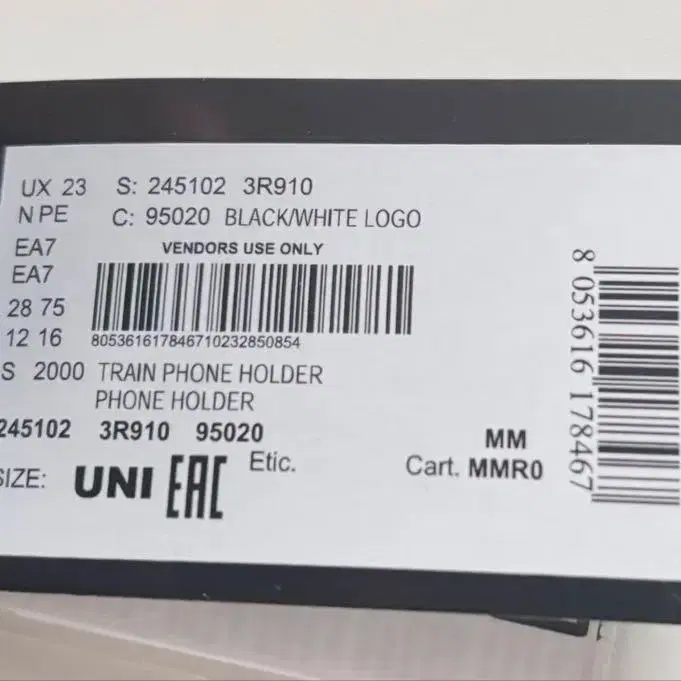 UX 23 S: 245102 3R910
N PE C: 95020 BLACK/WHITE LOGO
EA7 VENDORS USE ONLY
EA7
28 75
12 16 805361617846710232850854
S 2000 TRAIN PHONE HOLDER
PHONE HOLDER
245102 3R910 95020
MM
SIZE: UNI EAC Etic. Cart. MMR0
8 053616 178467